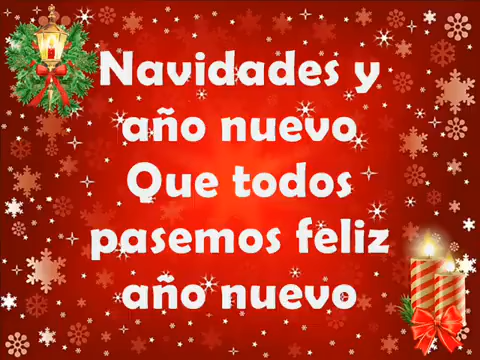 Navidades y
año nuevo
Que todos
pasemos feliz
año nuevo